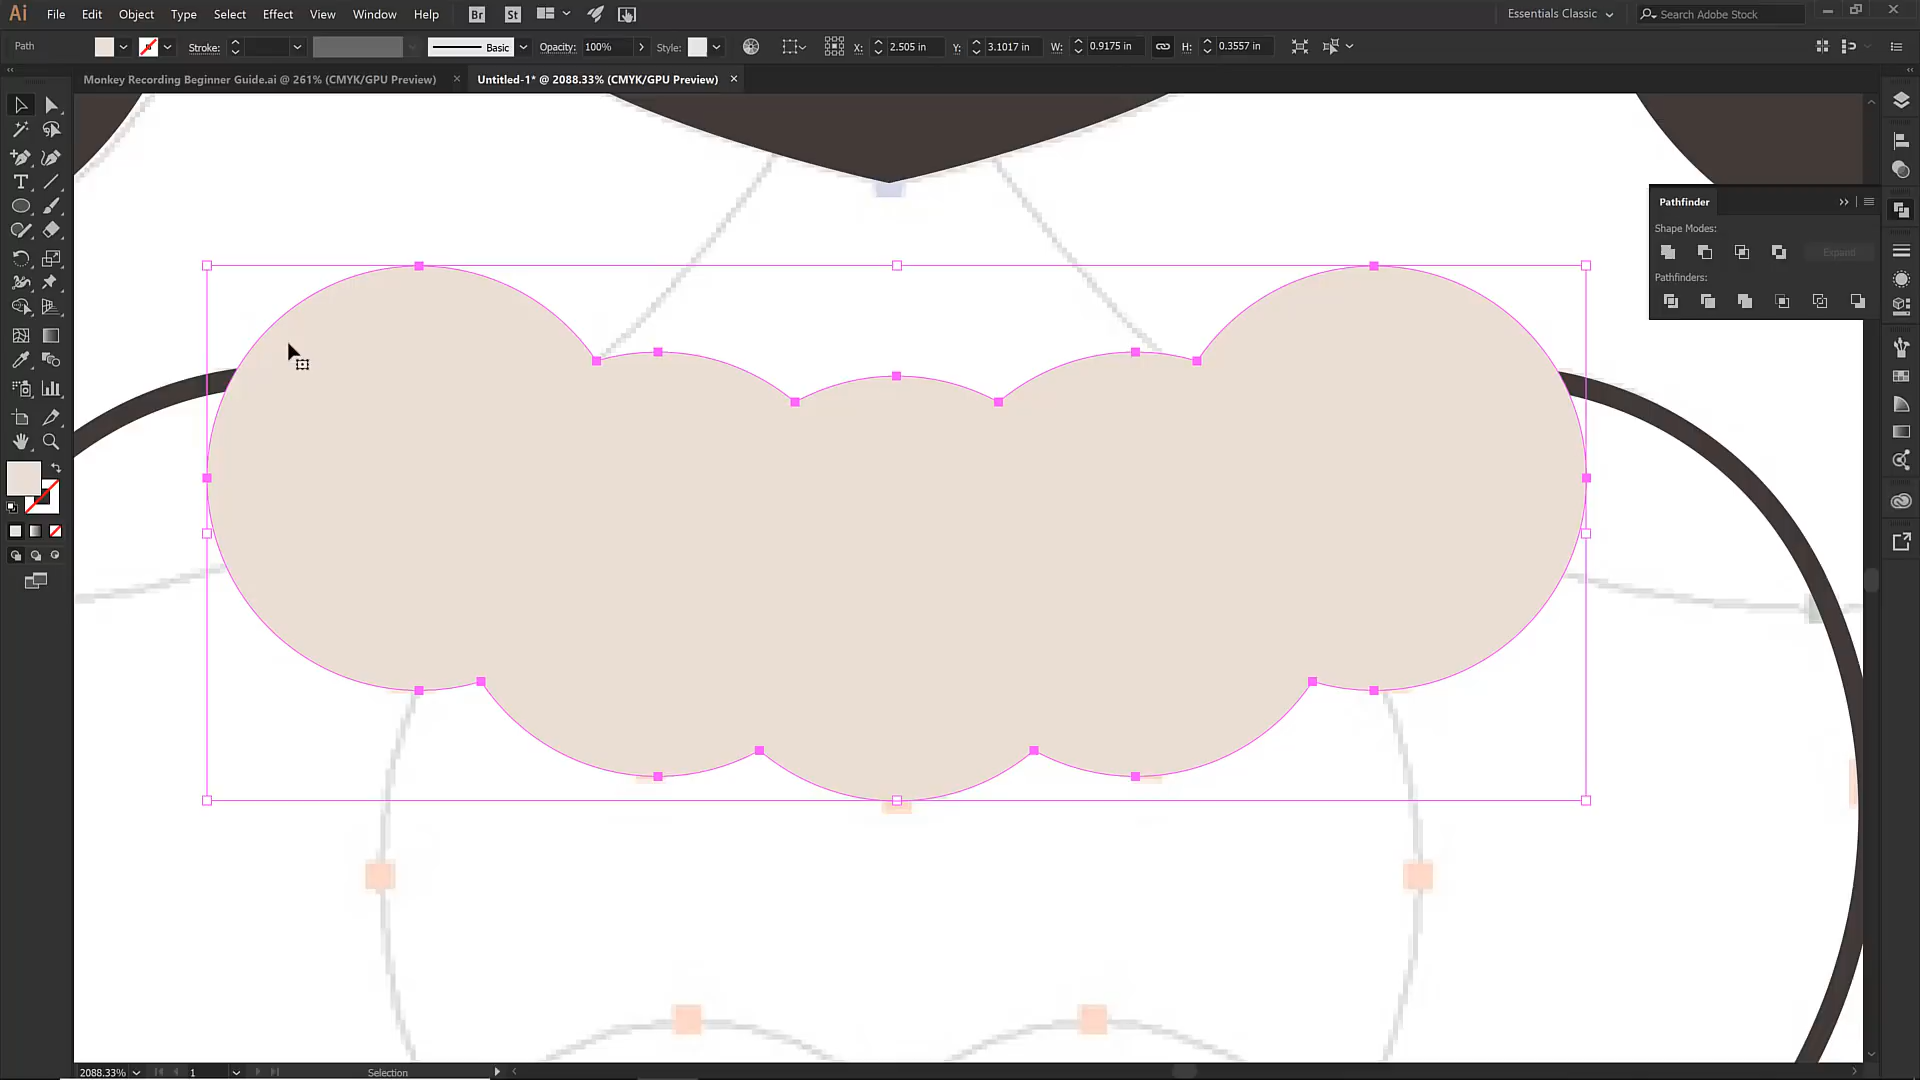 Ai File Edit Object Type Select Effect View Window Help Br St Essentials Classic Search Adobe Stock
Path Stroke: Basic Opacity: 100% Style: X: 2.505 in Y: 3.1017 in W: 0.9175 in H: 0.3557 in
Monkey Recording Beginner Guide.ai @ 261% (CMYK/GPU Preview) × Untitled-1* @ 2088.33% (CMYK/GPU Preview) ×
Pathfinder
Shape Modes:
Expand
Pathfinders:
2088.33% 1 Selection